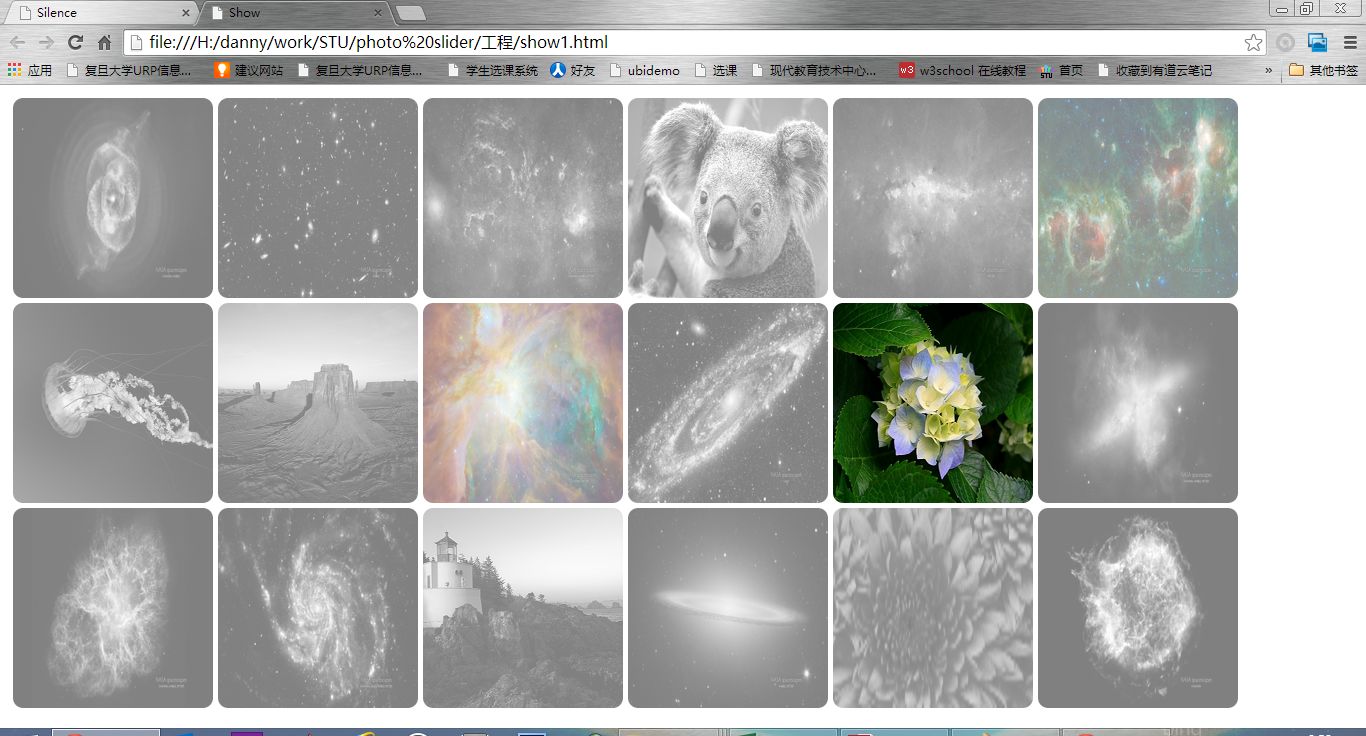 Silence
Show
file:///H:/danny/work/STU/photo%20slider/工程/show1.html
应用
复旦大学URP信息...
建议网站
复旦大学URP信息...
学生选课系统
好友
ubidemo
选课
现代教育技术中心...
w3
w3school 在线教程
STU
首页
收藏到有道云笔记
»
其他书签